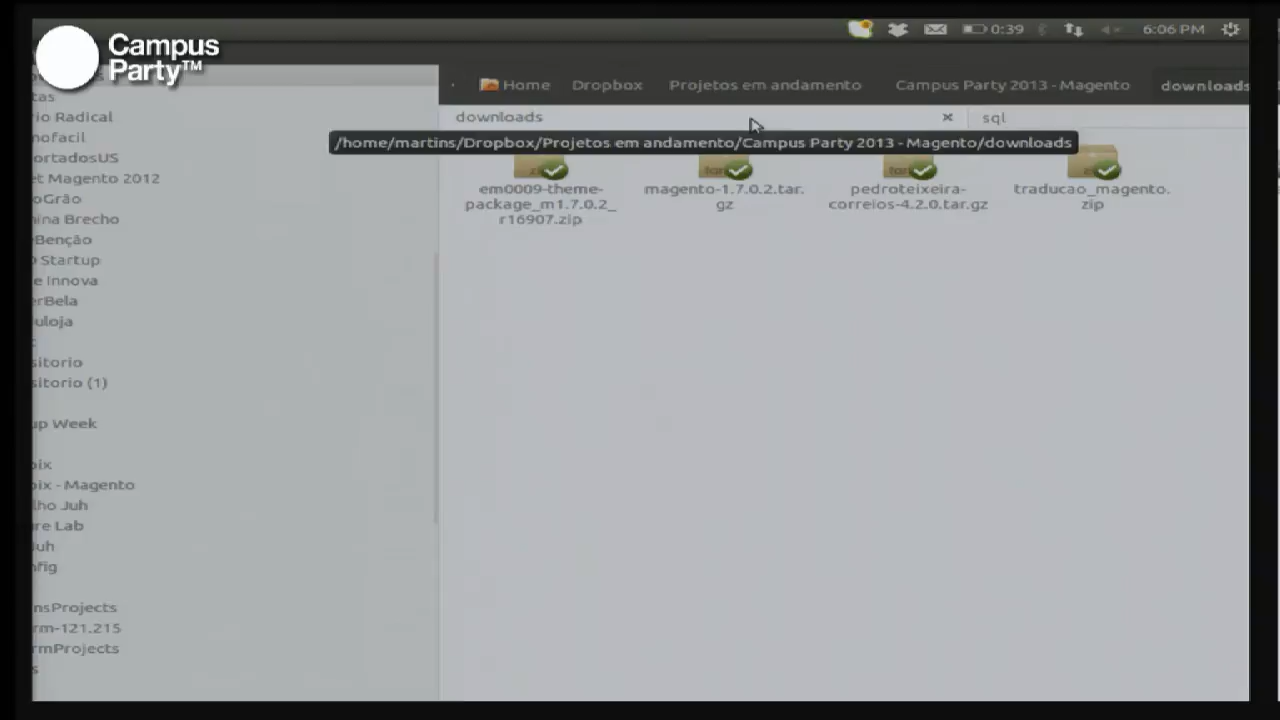 Campus
Party™
0:39
6:06 PM
Home
Dropbox
Projetos em andamento
Campus Party 2013 - Magento
downloads
downloads
sql
/home/martins/Dropbox/Projetos em andamento/Campus Party 2013 - Magento/downloads
em0009-theme-
package_m1.7.0.2_
r16907.zip
magento-1.7.0.2.tar.
gz
pedroteixeira-
correios-4.2.0.tar.gz
traducao_magento.
zip
tas
io Radical
nofacil
portadosUS
et Magento 2012
oGrão
nina Brecho
eBenção
Startup
e Innova
erBela
uloja
sitorio
sitorio (1)
up Week
oix
oix - Magento
lho Juh
re Lab
uh
nfig
nsProjects
rm-121.215
rmProjects
s